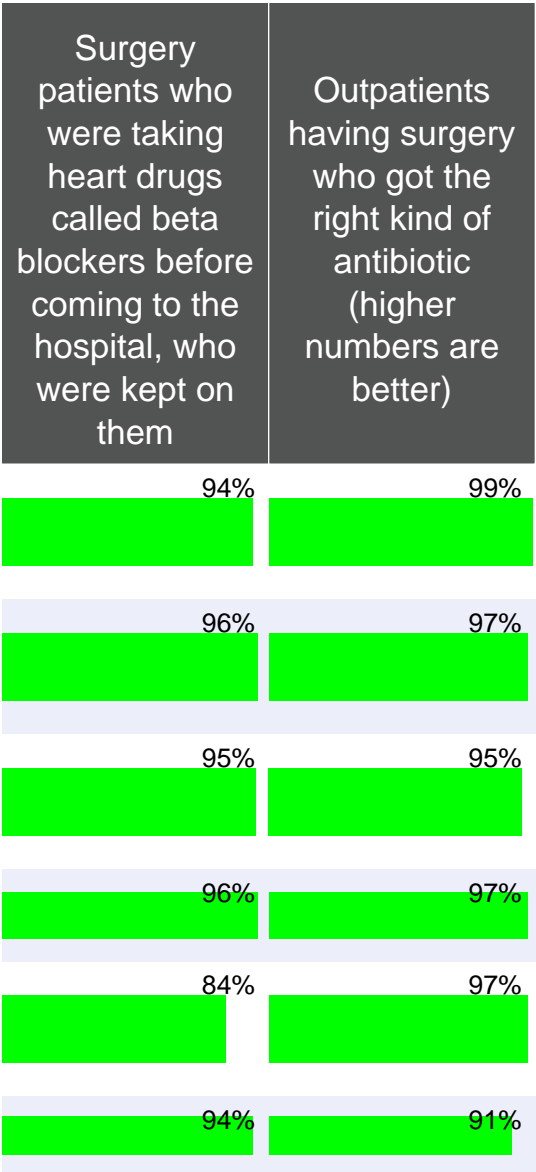 Surgery
patients who
were taking
heart drugs
called beta
blockers before
coming to the
hospital, who
were kept on
them
Outpatients
having surgery
who got the
right kind of
antibiotic
(higher
numbers are
better)
94% 99%
96% 97%
95% 95%
96% 97%
84% 97%
94% 91%